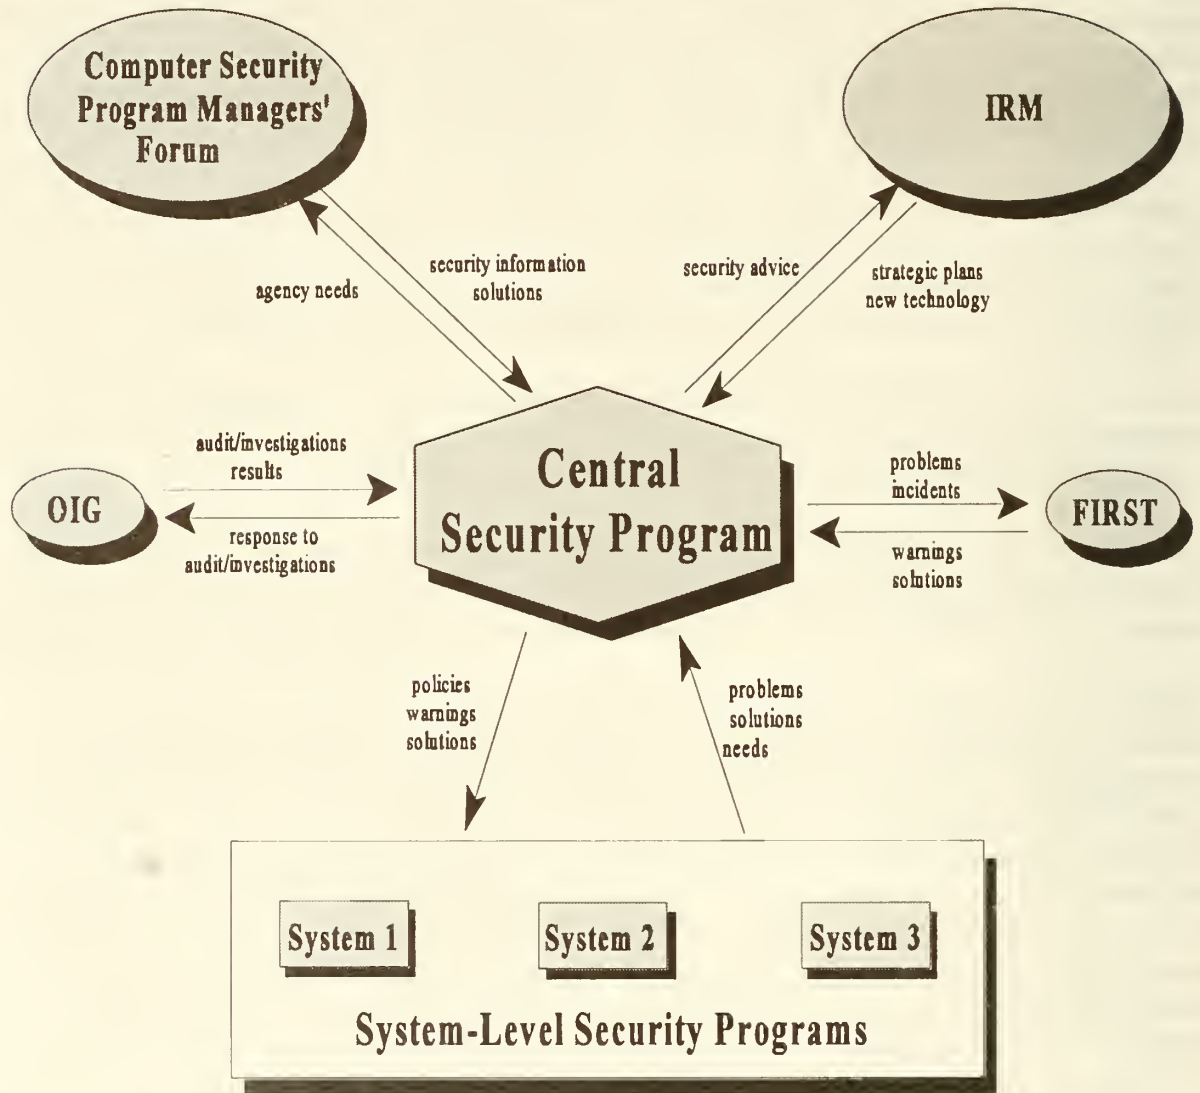 Computer Security
Program Managers'
Forum
IRM
agency needs
security information
solutions
security advice
strategic plans
new technology
audit/investigations
results
OIG
response to
audit/investigations
Central
Security Program
problems
incidents
FIRST
warnings
solutions
policies
warnings
solutions
problems
solutions
needs
System 1
System 2
System 3
System-Level Security Programs